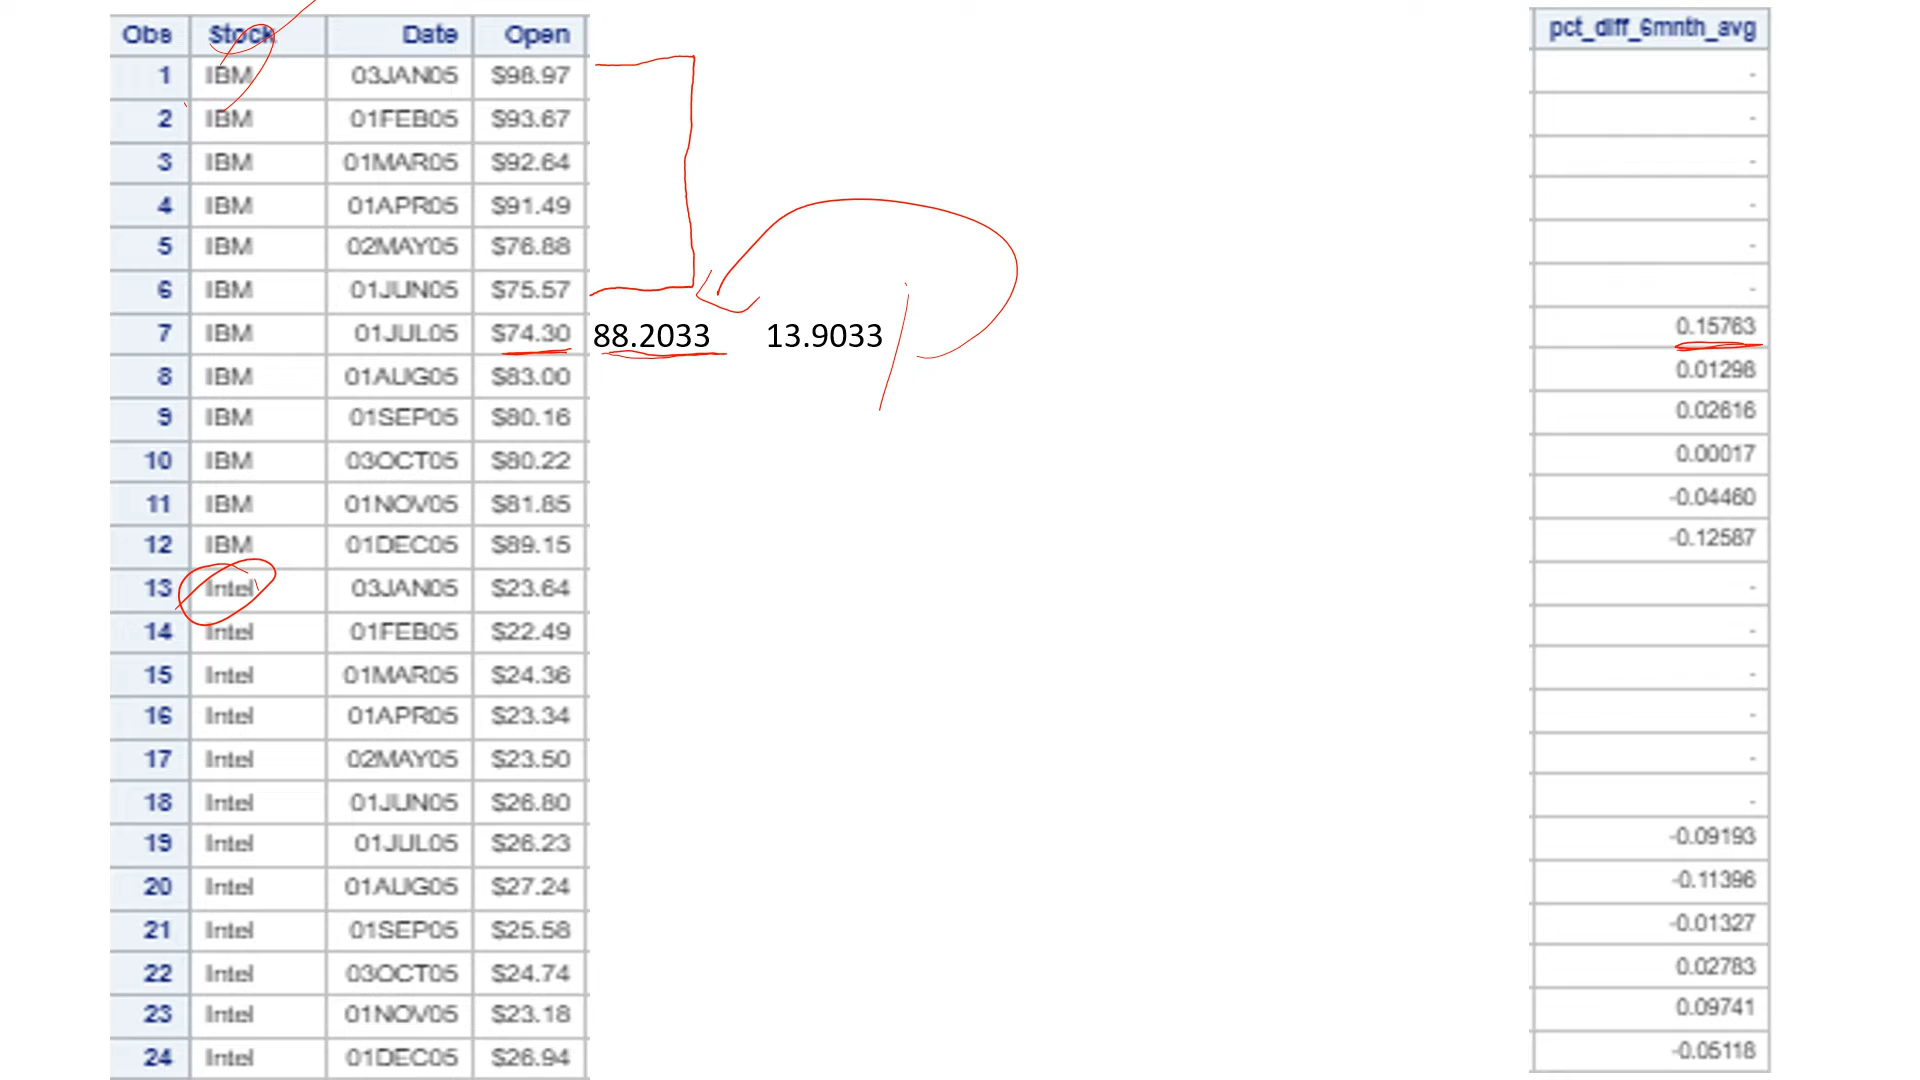 Obs Stock Date Open pct_diff_6mnth_avg
1 IBM 03JAN05 $98.97 .
2 IBM 01FEB05 $93.67 .
3 IBM 01MAR05 $92.64 .
4 IBM 01APR05 $91.49 .
5 IBM 02MAY05 $76.88 .
6 IBM 01JUN05 $75.57 .
7 IBM 01JUL05 $74.30 88.2033 13.9033 0.15763
8 IBM 01AUG05 $83.00 0.01298
9 IBM 01SEP05 $80.16 0.02616
10 IBM 03OCT05 $80.22 0.00017
11 IBM 01NOV05 $81.85 -0.04460
12 IBM 01DEC05 $89.15 -0.12587
13 Intel 03JAN05 $23.64 .
14 Intel 01FEB05 $22.49 .
15 Intel 01MAR05 $24.36 .
16 Intel 01APR05 $23.34 .
17 Intel 02MAY05 $23.50 .
18 Intel 01JUN05 $26.80 .
19 Intel 01JUL05 $26.23 -0.09193
20 Intel 01AUG05 $27.24 -0.11396
21 Intel 01SEP05 $25.58 -0.01327
22 Intel 03OCT05 $24.74 0.02783
23 Intel 01NOV05 $23.18 0.09741
24 Intel 01DEC05 $26.94 -0.05118